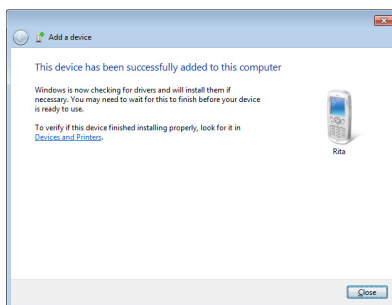 Add a device
This device has been successfully added to this computer
Windows is now checking for drivers and will install them if
necessary. You may need to wait for this to finish before your device
is ready to use.
To verify if this device finished installing properly, look for it in
Devices and Printers.
Rita
Close